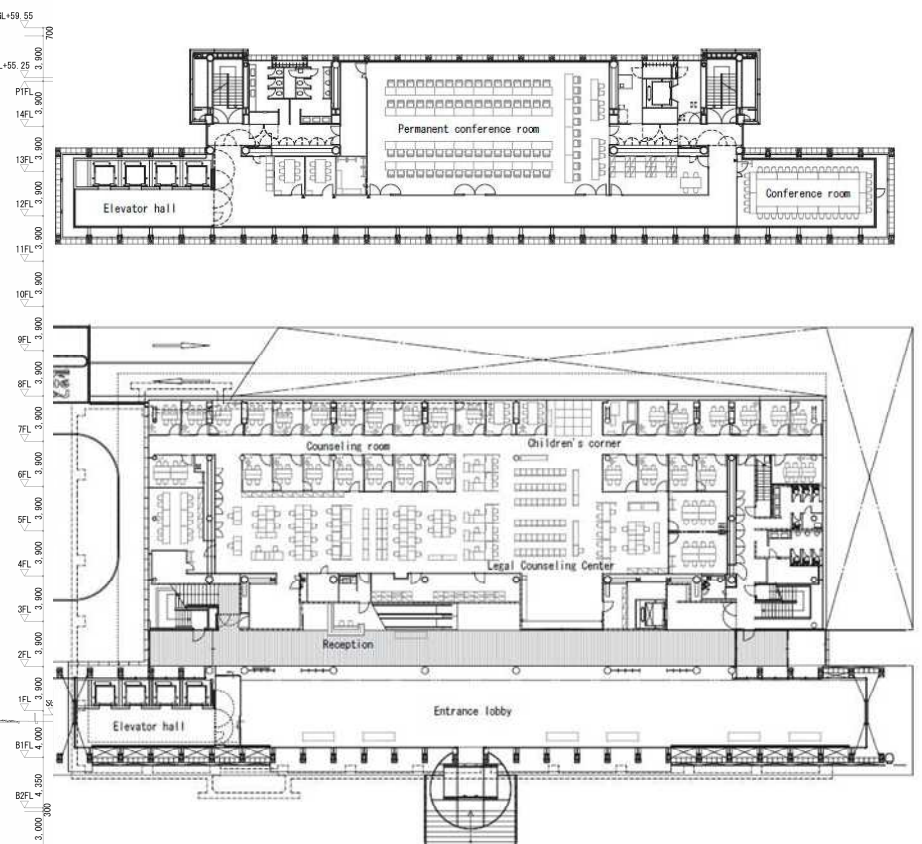 GL+59.55
700
3.900
L+55.25
P1FL
3.900
14FL
3.900
13FL
3.900
12FL
3.900
11FL
3.900
10FL
3.900
9FL
3.900
8FL
3.900
7FL
3.900
6FL
3.900
5FL
3.900
4FL
3.900
3FL
3.900
2FL
3.900
1FL
4.000
B1FL
4.350
B2FL
300
3.000
Permanent conference room
Elevator hall
Conference room
Counseling room
Children's corner
Legal Counseling Center
Reception
Elevator hall
Entrance lobby